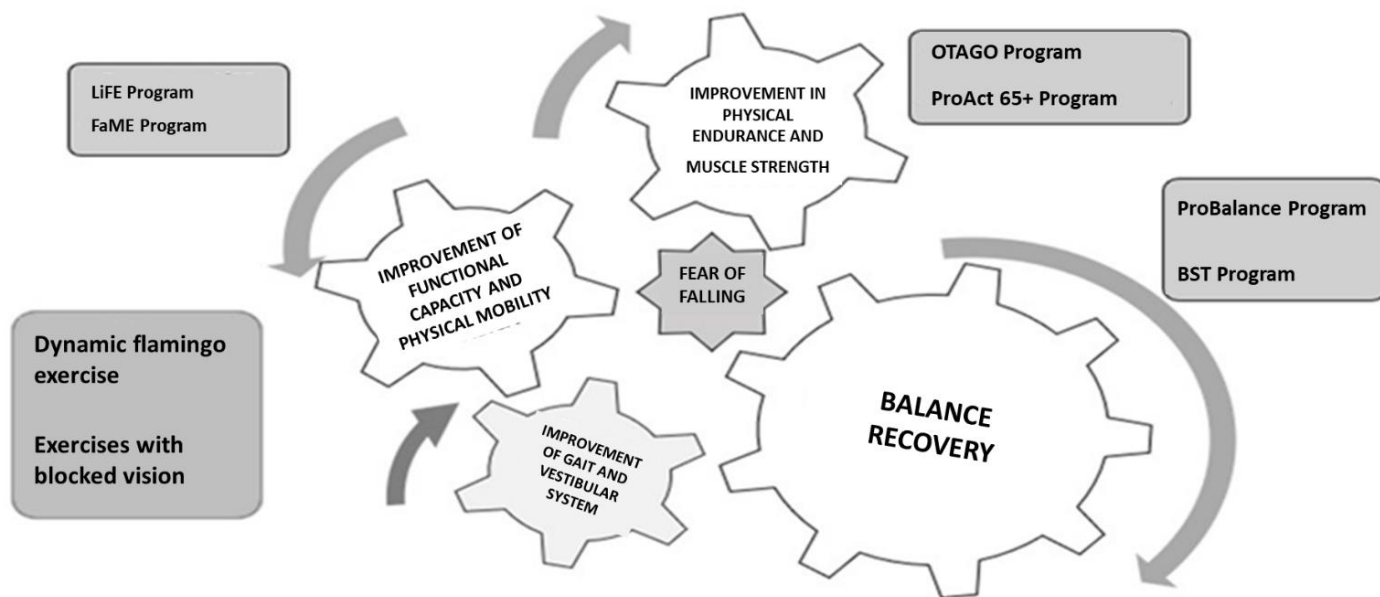 LiFE Program
FaME Program
IMPROVEMENT IN
PHYSICAL
ENDURANCE AND
MUSCLE STRENGTH
OTAGO Program
ProAct 65+ Program
IMPROVEMENT OF
FUNCTIONAL
CAPACITY AND
PHYSICAL MOBILITY
FEAR OF
FALLING
ProBalance Program
BST Program
Dynamic flamingo
exercise
Exercises with
blocked vision
IMPROVEMENT
OF GAIT AND
VESTIBULAR
SYSTEM
BALANCE
RECOVERY